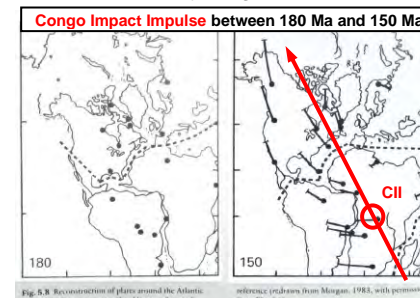 Congo Impact Impulse between 180 Ma and 150 Ma
CII
180
150
Fig. 5.8 Reconstruction of plates around the Atlantic
reference (redrawn from Morgan, 1983, with permission